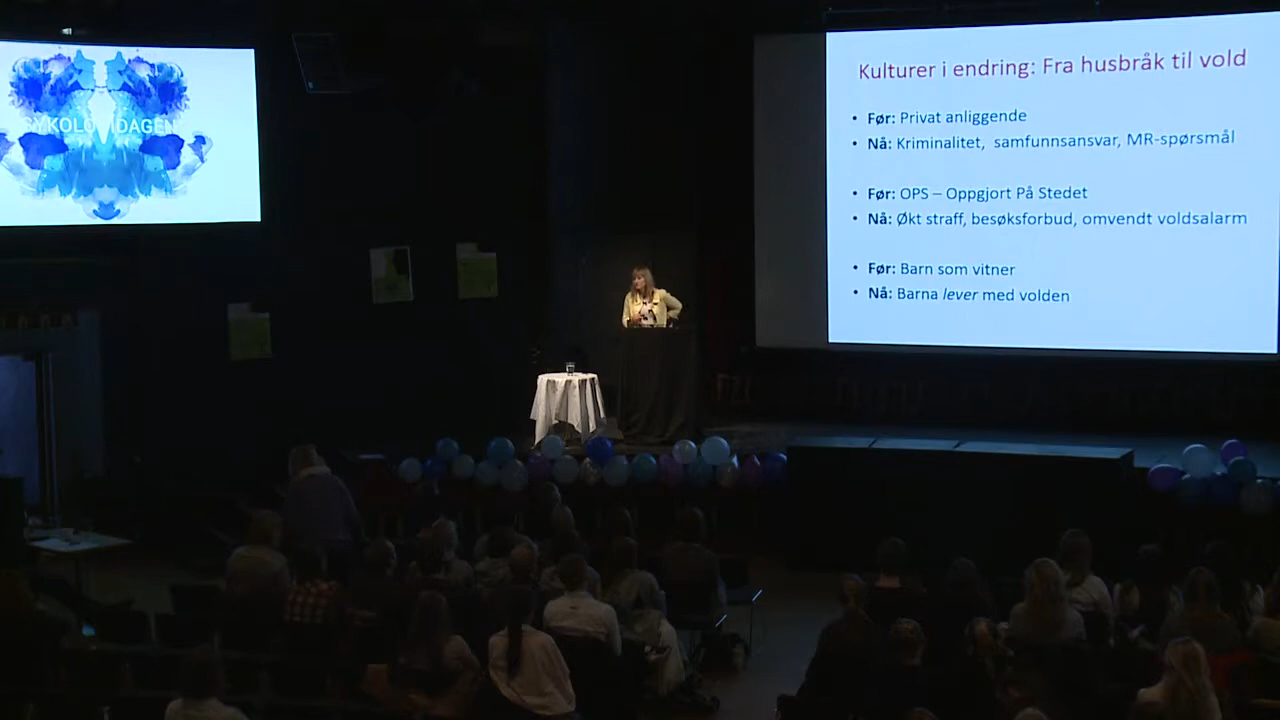 Kulturer i endring: Fra husbråk til vold
• Før: Privat anliggende
• Nå: Kriminalitet, samfunnsansvar, MR-spørsmål
• Før: OPS – Oppgjort På Stedet
• Nå: Økt straff, besøksforbud, omvendt voldsalarm
• Før: Barn som vitner
• Nå: Barna lever med volden